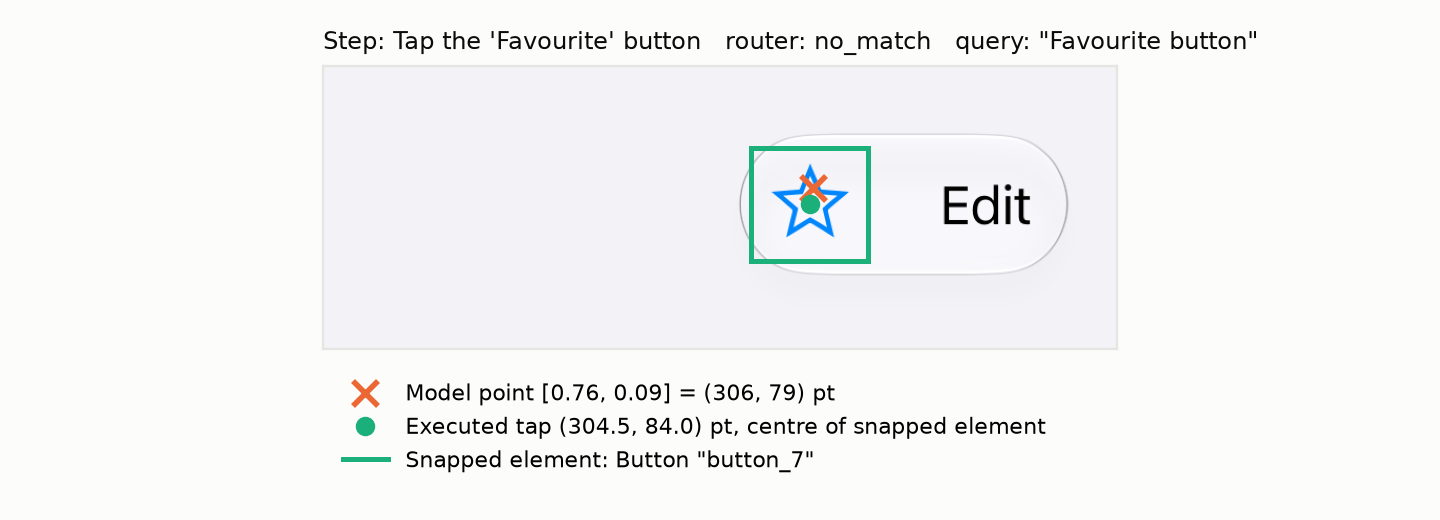 Step: Tap the 'Favourite' button   router: no_match   query: "Favourite button"
Edit
Model point [0.76, 0.09] = (306, 79) pt
Executed tap (304.5, 84.0) pt, centre of snapped element
Snapped element: Button "button_7"